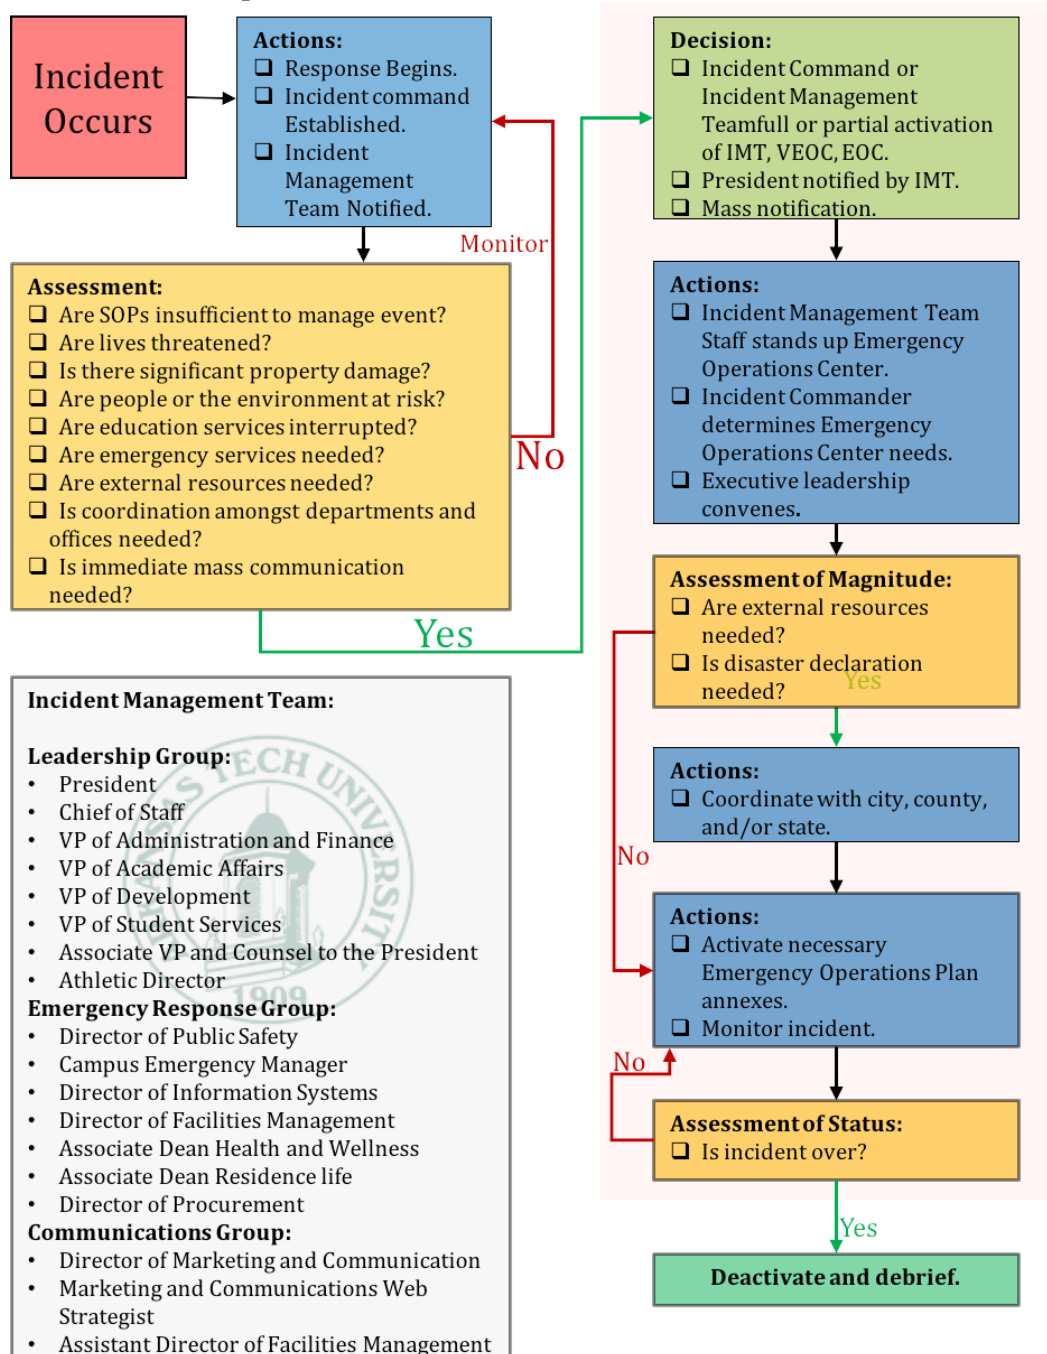 Incident
Occurs
Actions:
❑ Response Begins.
❑ Incident command
Established.
❑ Incident
Management
Team Notified.
Monitor
Assessment:
❑ Are SOPs insufficient to manage event?
❑ Are lives threatened?
❑ Is there significant property damage?
❑ Are people or the environment at risk?
❑ Are education services interrupted?
❑ Are emergency services needed?
❑ Are external resources needed?
❑ Is coordination amongst departments and
offices needed?
❑ Is immediate mass communication
needed?
No
Yes
Incident Management Team:
Leadership Group:
• President
• Chief of Staff
• VP of Administration and Finance
• VP of Academic Affairs
• VP of Development
• VP of Student Services
• Associate VP and Counsel to the President
• Athletic Director
Emergency Response Group:
• Director of Public Safety
• Campus Emergency Manager
• Director of Information Systems
• Director of Facilities Management
• Associate Dean Health and Wellness
• Associate Dean Residence life
• Director of Procurement
Communications Group:
• Director of Marketing and Communication
• Marketing and Communications Web
Strategist
• Assistant Director of Facilities Management
ARKANSAS TECH UNIVERSITY
1909
Decision:
❑ Incident Command or
Incident Management
Teamfull or partial activation
of IMT, VEOC, EOC.
❑ President notified by IMT.
❑ Mass notification.
Actions:
❑ Incident Management Team
Staff stands up Emergency
Operations Center.
❑ Incident Commander
determines Emergency
Operations Center needs.
❑ Executive leadership
convenes.
Assessment of Magnitude:
❑ Are external resources
needed?
❑ Is disaster declaration
needed?
Yes
Actions:
❑ Coordinate with city, county,
and/or state.
No
Actions:
❑ Activate necessary
Emergency Operations Plan
annexes.
❑ Monitor incident.
No
Assessment of Status:
❑ Is incident over?
Yes
Deactivate and debrief.